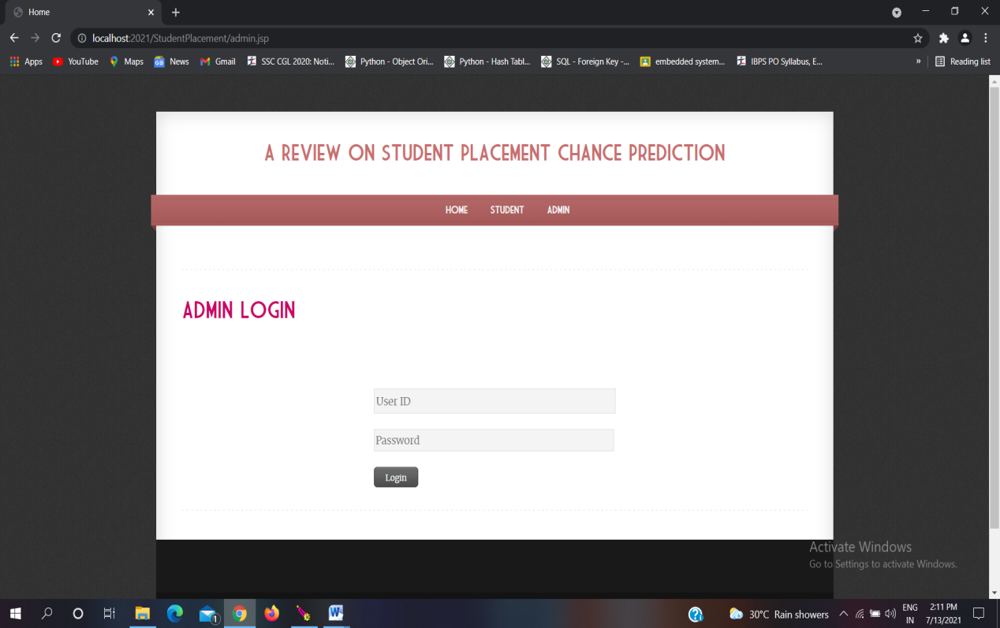 Home
localhost:2021/StudentPlacement/admin.jsp
Apps YouTube Maps News Gmail SSC CGL 2020: Noti... Python - Object Ori... Python - Hash Tabl... SQL - Foreign Key -... embedded system... IBPS PO Syllabus, E... » Reading list
A REVIEW ON STUDENT PLACEMENT CHANCE PREDICTION
HOME STUDENT ADMIN
ADMIN LOGIN
User ID
Password
Login
Activate Windows
Go to Settings to activate Windows.
1 30°C Rain showers ENG 2:11 PM
IN 7/13/2021